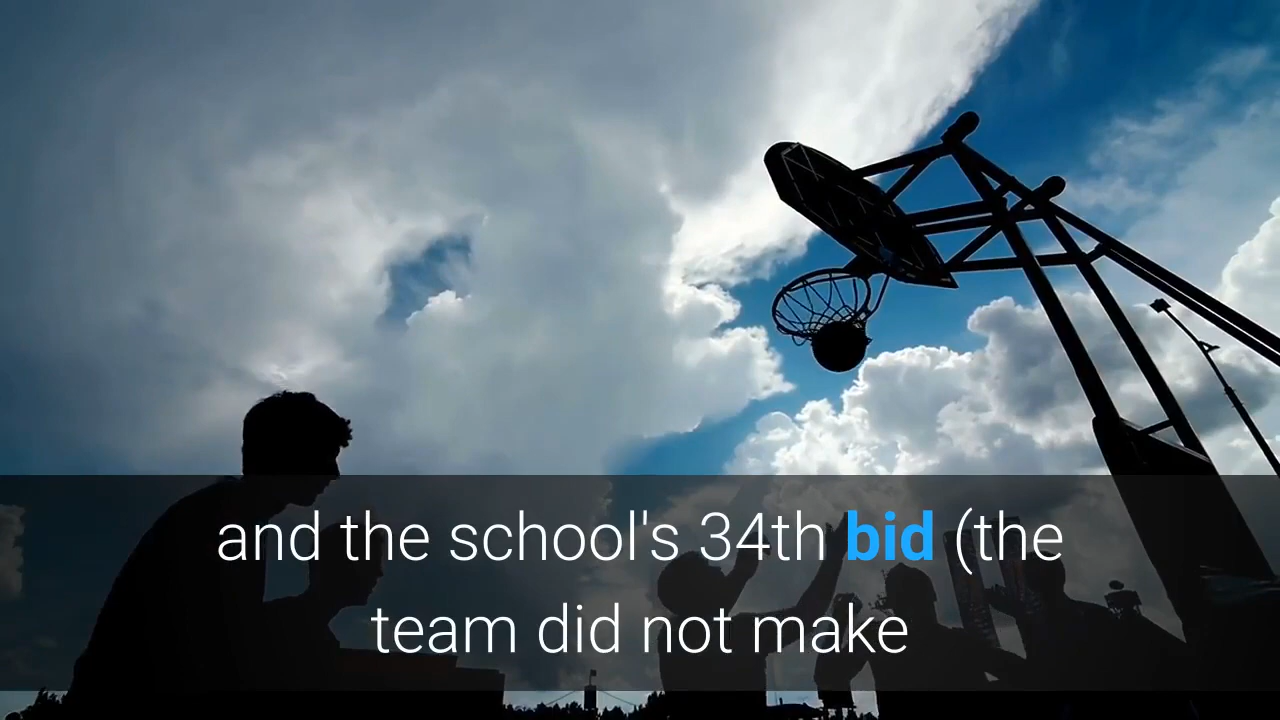 and the school's 34th bid (the
team did not make